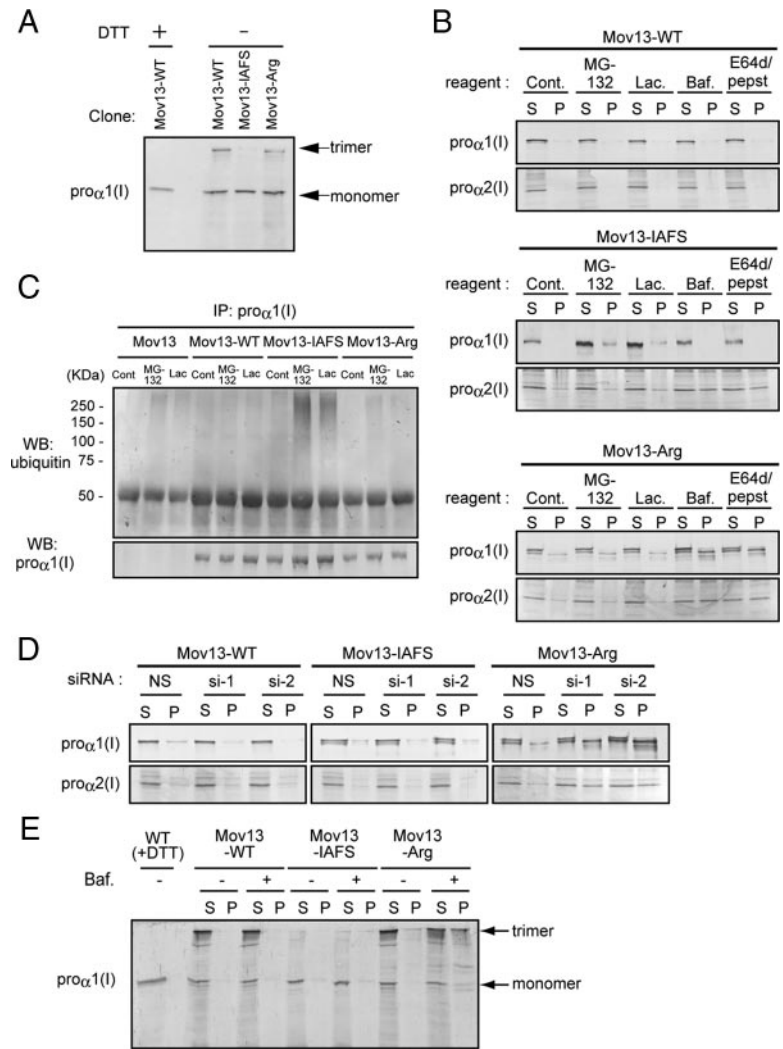 A
DTT + −
Clone: Mov13-WT Mov13-WT Mov13-IAFS Mov13-Arg
trimer
proα1(I) monomer
B
Mov13-WT
reagent : Cont. MG-132 Lac. Baf. E64d/pepst
S P S P S P S P S P
proα1(I)
proα2(I)
Mov13-IAFS
reagent : Cont. MG-132 Lac. Baf. E64d/pepst
S P S P S P S P S P
proα1(I)
proα2(I)
Mov13-Arg
reagent : Cont. MG-132 Lac. Baf. E64d/pepst
S P S P S P S P S P
proα1(I)
proα2(I)
C
IP: proα1(I)
Mov13 Mov13-WT Mov13-IAFS Mov13-Arg
(KDa) Cont MG-132 Lac Cont MG-132 Lac Cont MG-132 Lac Cont MG-132 Lac
250 -
150 -
100 -
75 -
50 -
WB: ubiquitin
WB: proα1(I)
D
Mov13-WT Mov13-IAFS Mov13-Arg
siRNA : NS si-1 si-2 NS si-1 si-2 NS si-1 si-2
S P S P S P S P S P S P S P S P S P
proα1(I)
proα2(I)
E
WT (+DTT) Mov13-WT Mov13-IAFS Mov13-Arg
Baf. - - + - + - +
S P S P S P S P S P S P
trimer
proα1(I) monomer